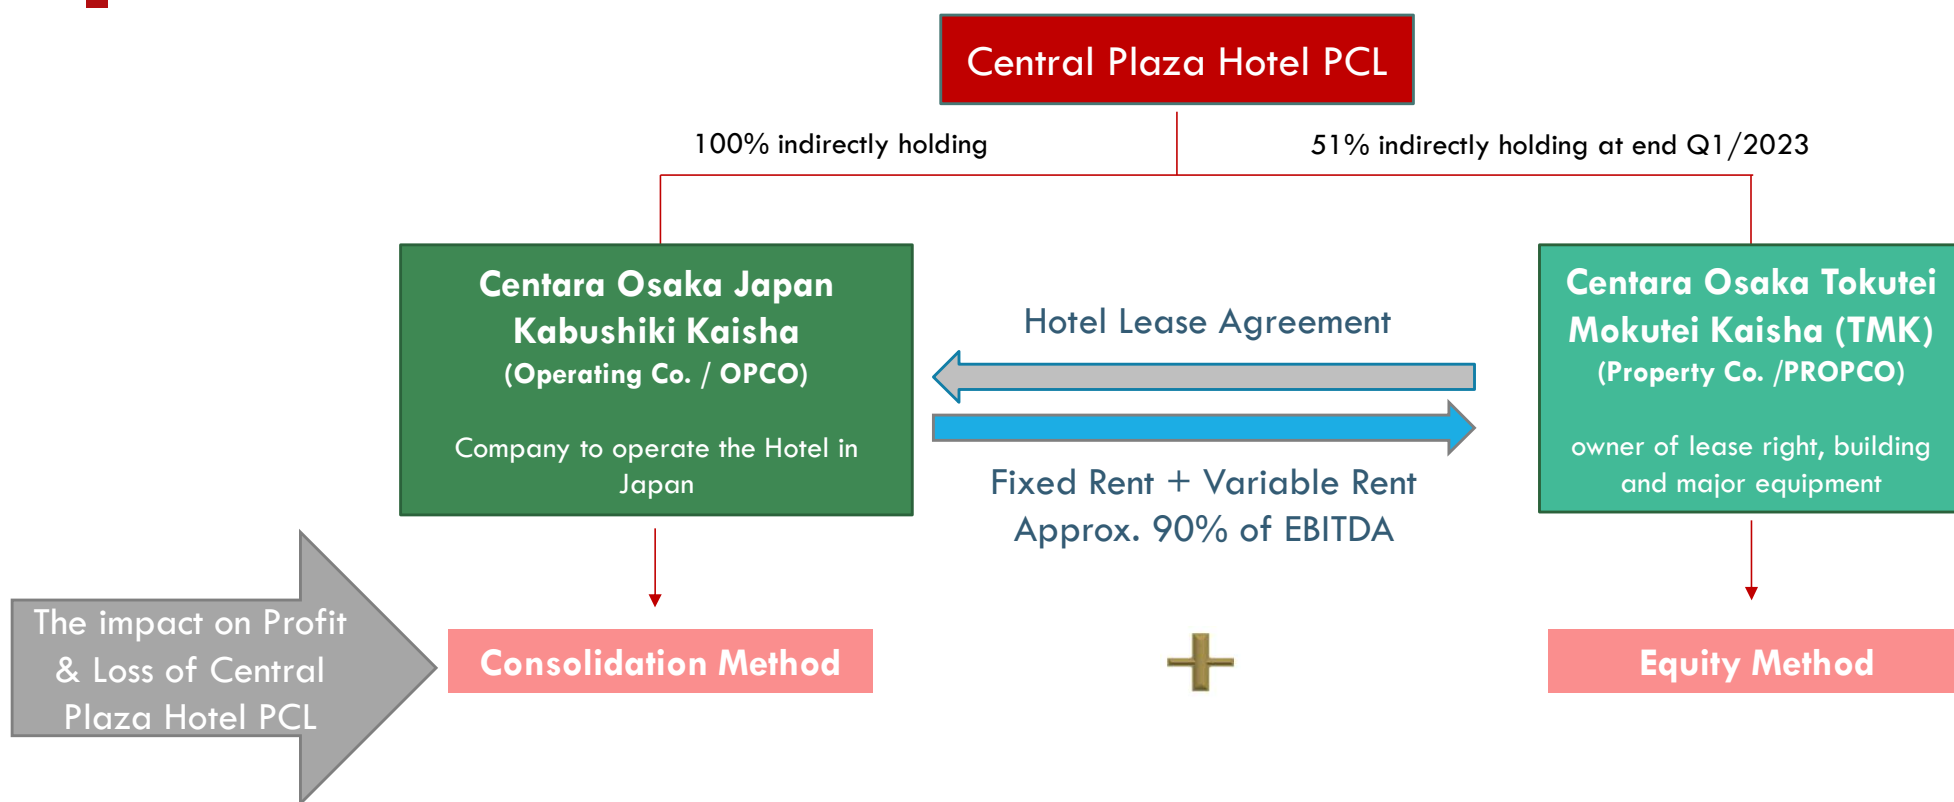 Central Plaza Hotel PCL
100% indirectly holding
51% indirectly holding at end Q1/2023
Centara Osaka Japan
Kabushiki Kaisha
(Operating Co. / OPCO)
Company to operate the Hotel in
Japan
Hotel Lease Agreement
Fixed Rent + Variable Rent
Approx. 90% of EBITDA
Centara Osaka Tokutei
Mokutei Kaisha (TMK)
(Property Co. /PROPCO)
owner of lease right, building
and major equipment
The impact on Profit
& Loss of Central
Plaza Hotel PCL
Consolidation Method
Equity Method